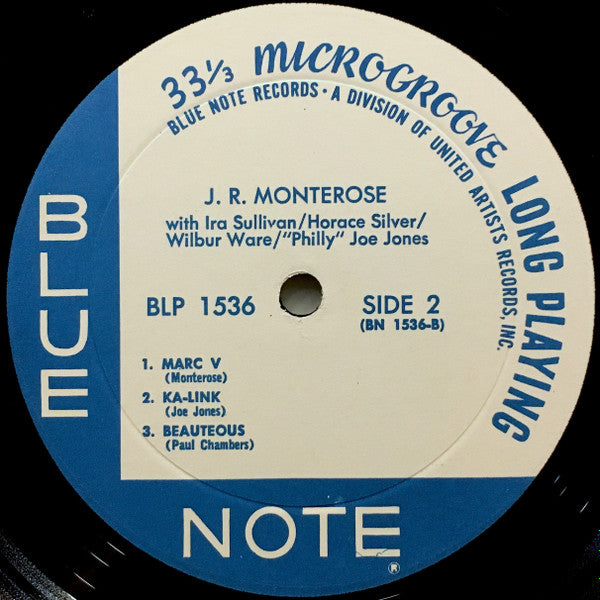 33⅓ MICROGROOVE LONG PLAYING
BLUE NOTE RECORDS · A DIVISION OF UNITED ARTISTS RECORDS, INC.
J. R. MONTEROSE
with Ira Sullivan/Horace Silver/
Wilbur Ware/"Philly" Joe Jones
BLP 1536
SIDE 2
(BN 1536-B)
1. MARC V
(Monterose)
2. KA-LINK
(Joe Jones)
3. BEAUTEOUS
(Paul Chambers)
BLUE
NOTE
®